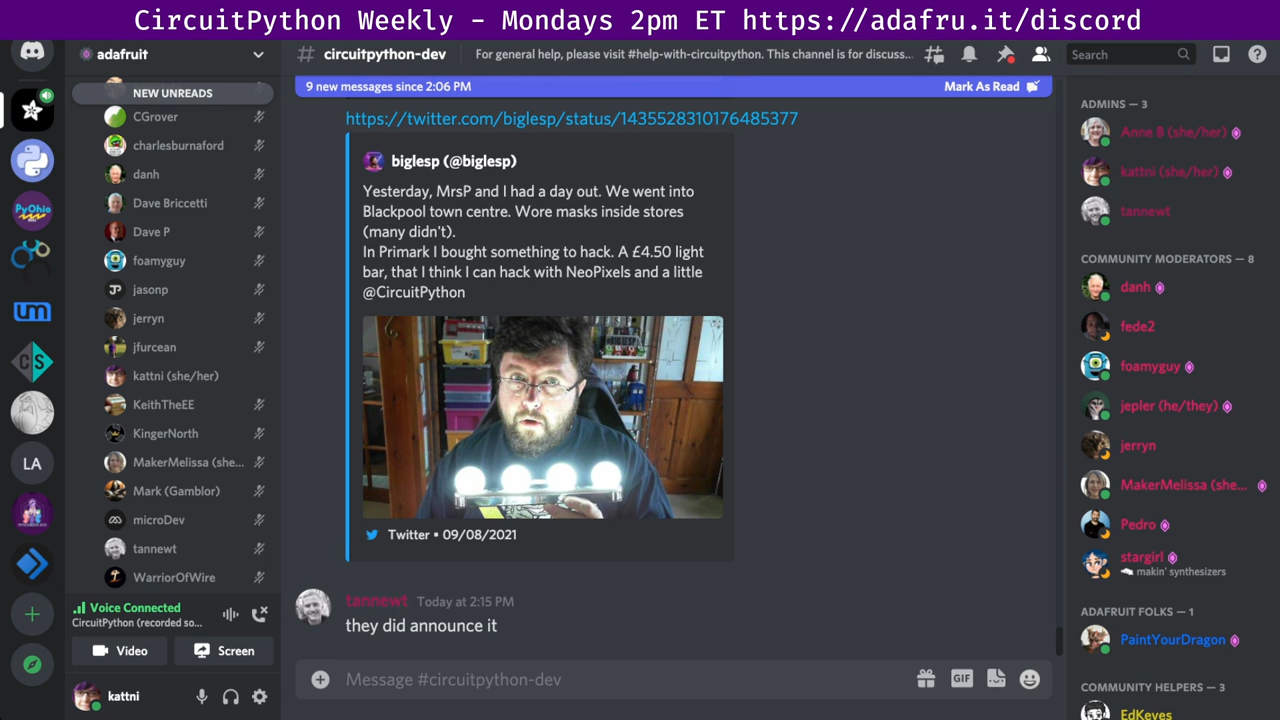 CircuitPython Weekly - Mondays 2pm ET https://adafru.it/discord
adafruit
circuitpython-dev
For general help, please visit #help-with-circuitpython. This channel is for discuss...
Search
NEW UNREADS
CGrover
charlesburnaford
danh
Dave Briccetti
Dave P
foamyguy
jasonp
jerryn
jfurcean
kattni (she/her)
KeithTheEE
KingerNorth
MakerMelissa (she...
Mark (Gamblor)
microDev
tannewt
WarriorOfWire
Voice Connected
CircuitPython (recorded so...
Video
Screen
kattni
PyOhio
um
C S
LA
9 new messages since 2:06 PM
Mark As Read
https://twitter.com/biglesp/status/1435528310176485377
biglesp (@biglesp)
Yesterday, MrsP and I had a day out. We went into
Blackpool town centre. Wore masks inside stores
(many didn't).
In Primark I bought something to hack. A £4.50 light
bar, that I think I can hack with NeoPixels and a little
@CircuitPython
Twitter • 09/08/2021
tannewt Today at 2:15 PM
they did announce it
Message #circuitpython-dev
GIF
ADMINS — 3
Anne B (she/her)
kattni (she/her)
tannewt
COMMUNITY MODERATORS — 8
danh
fede2
foamyguy
jepler (he/they)
jerryn
MakerMelissa (she...
Pedro
stargirl
makin' synthesizers
ADAFRUIT FOLKS — 1
PaintYourDragon
COMMUNITY HELPERS — 3
EdKeyes